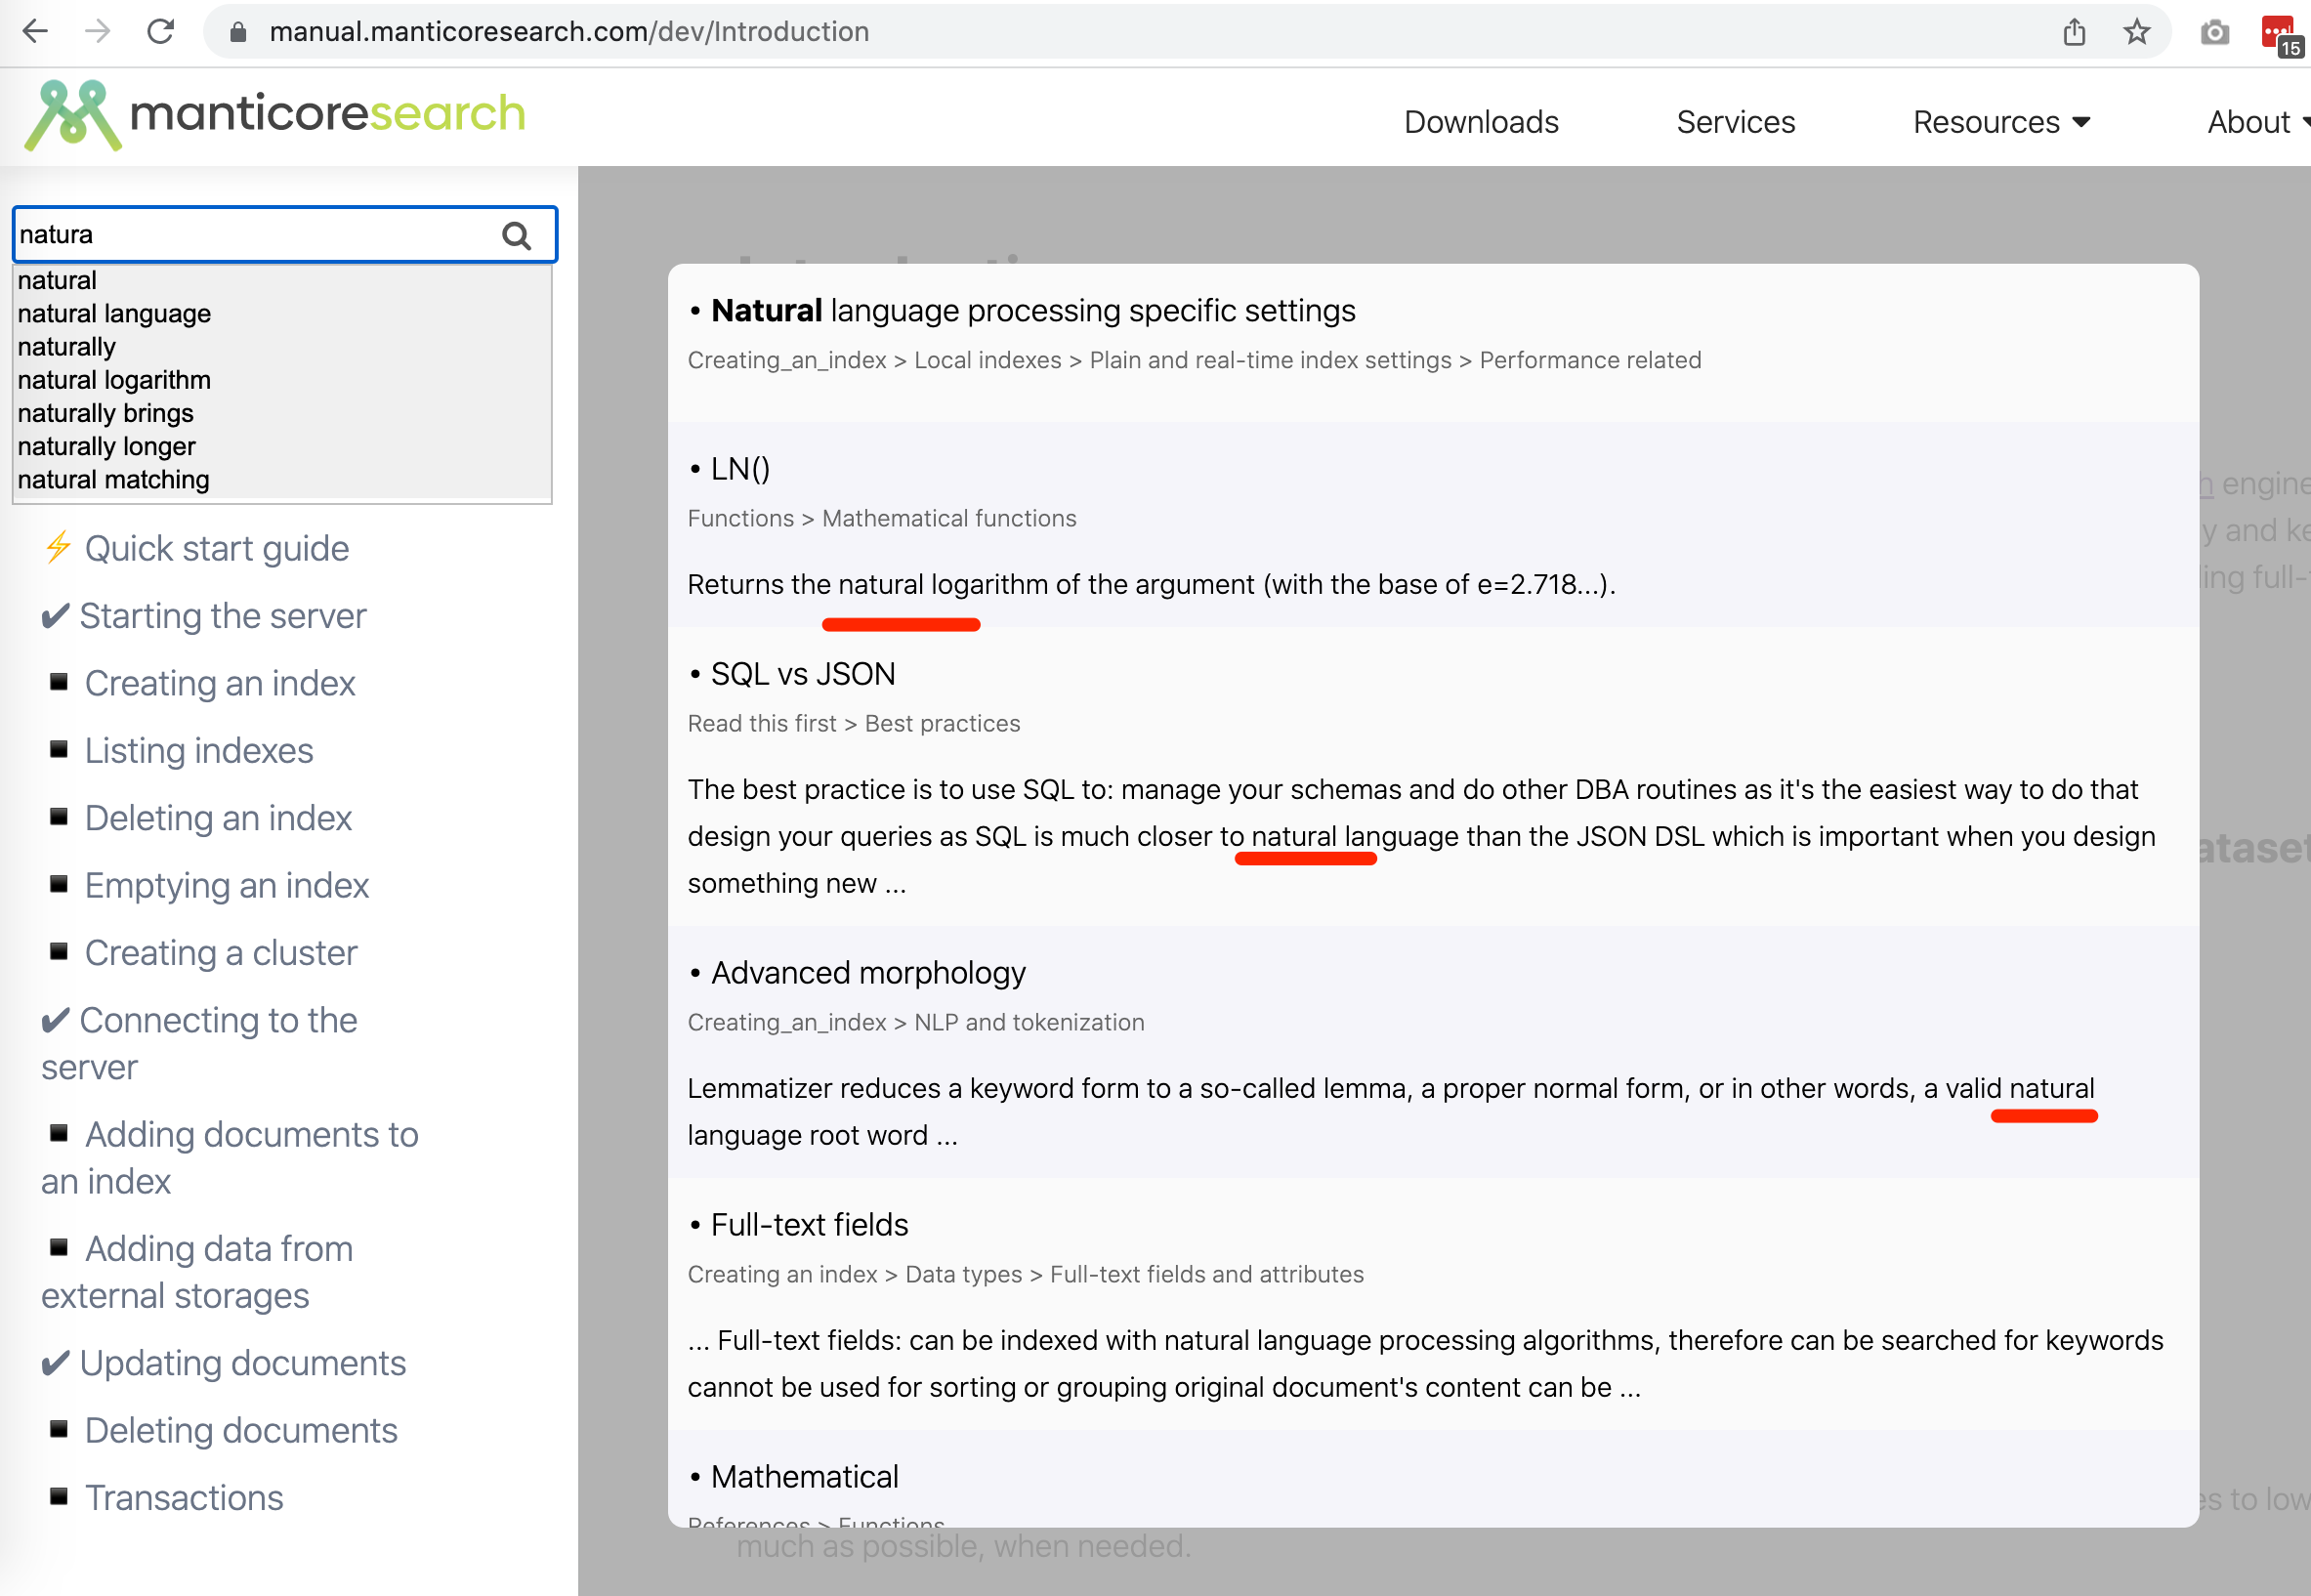 manual.manticoresearch.com/dev/Introduction
15
manticoresearch
Downloads
Services
Resources
About
natura
natural
natural language
naturally
natural logarithm
naturally brings
naturally longer
natural matching
Quick start guide
✔ Starting the server
Creating an index
Listing indexes
Deleting an index
Emptying an index
Creating a cluster
✔ Connecting to the
server
Adding documents to
an index
Adding data from
external storages
✔ Updating documents
Deleting documents
Transactions
• Natural language processing specific settings
Creating_an_index > Local indexes > Plain and real-time index settings > Performance related
• LN()
Functions > Mathematical functions
Returns the natural logarithm of the argument (with the base of e=2.718...).
• SQL vs JSON
Read this first > Best practices
The best practice is to use SQL to: manage your schemas and do other DBA routines as it's the easiest way to do that
design your queries as SQL is much closer to natural language than the JSON DSL which is important when you design
something new ...
• Advanced morphology
Creating_an_index > NLP and tokenization
Lemmatizer reduces a keyword form to a so-called lemma, a proper normal form, or in other words, a valid natural
language root word ...
• Full-text fields
Creating an index > Data types > Full-text fields and attributes
... Full-text fields: can be indexed with natural language processing algorithms, therefore can be searched for keywords
cannot be used for sorting or grouping original document's content can be ...
• Mathematical
References > Functions
engine
y and ke
ing full-
ataset
es to low
much as possible, when needed.